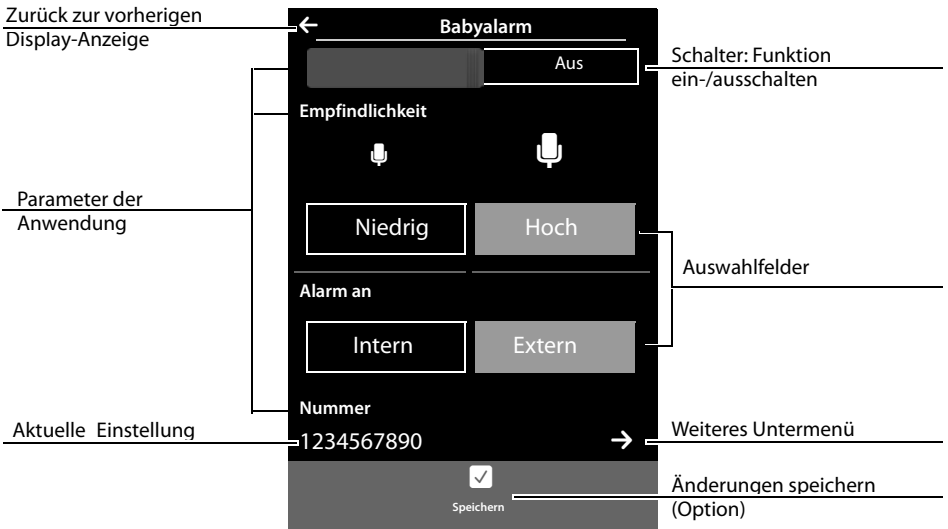 Zurück zur vorherigen
Display-Anzeige
Babyalarm
Aus
Schalter: Funktion
ein-/ausschalten
Empfindlichkeit
Parameter der
Anwendung
Niedrig
Hoch
Auswahlfelder
Alarm an
Intern
Extern
Nummer
Aktuelle Einstellung
1234567890
Weiteres Untermenü
Speichern
Änderungen speichern
(Option)